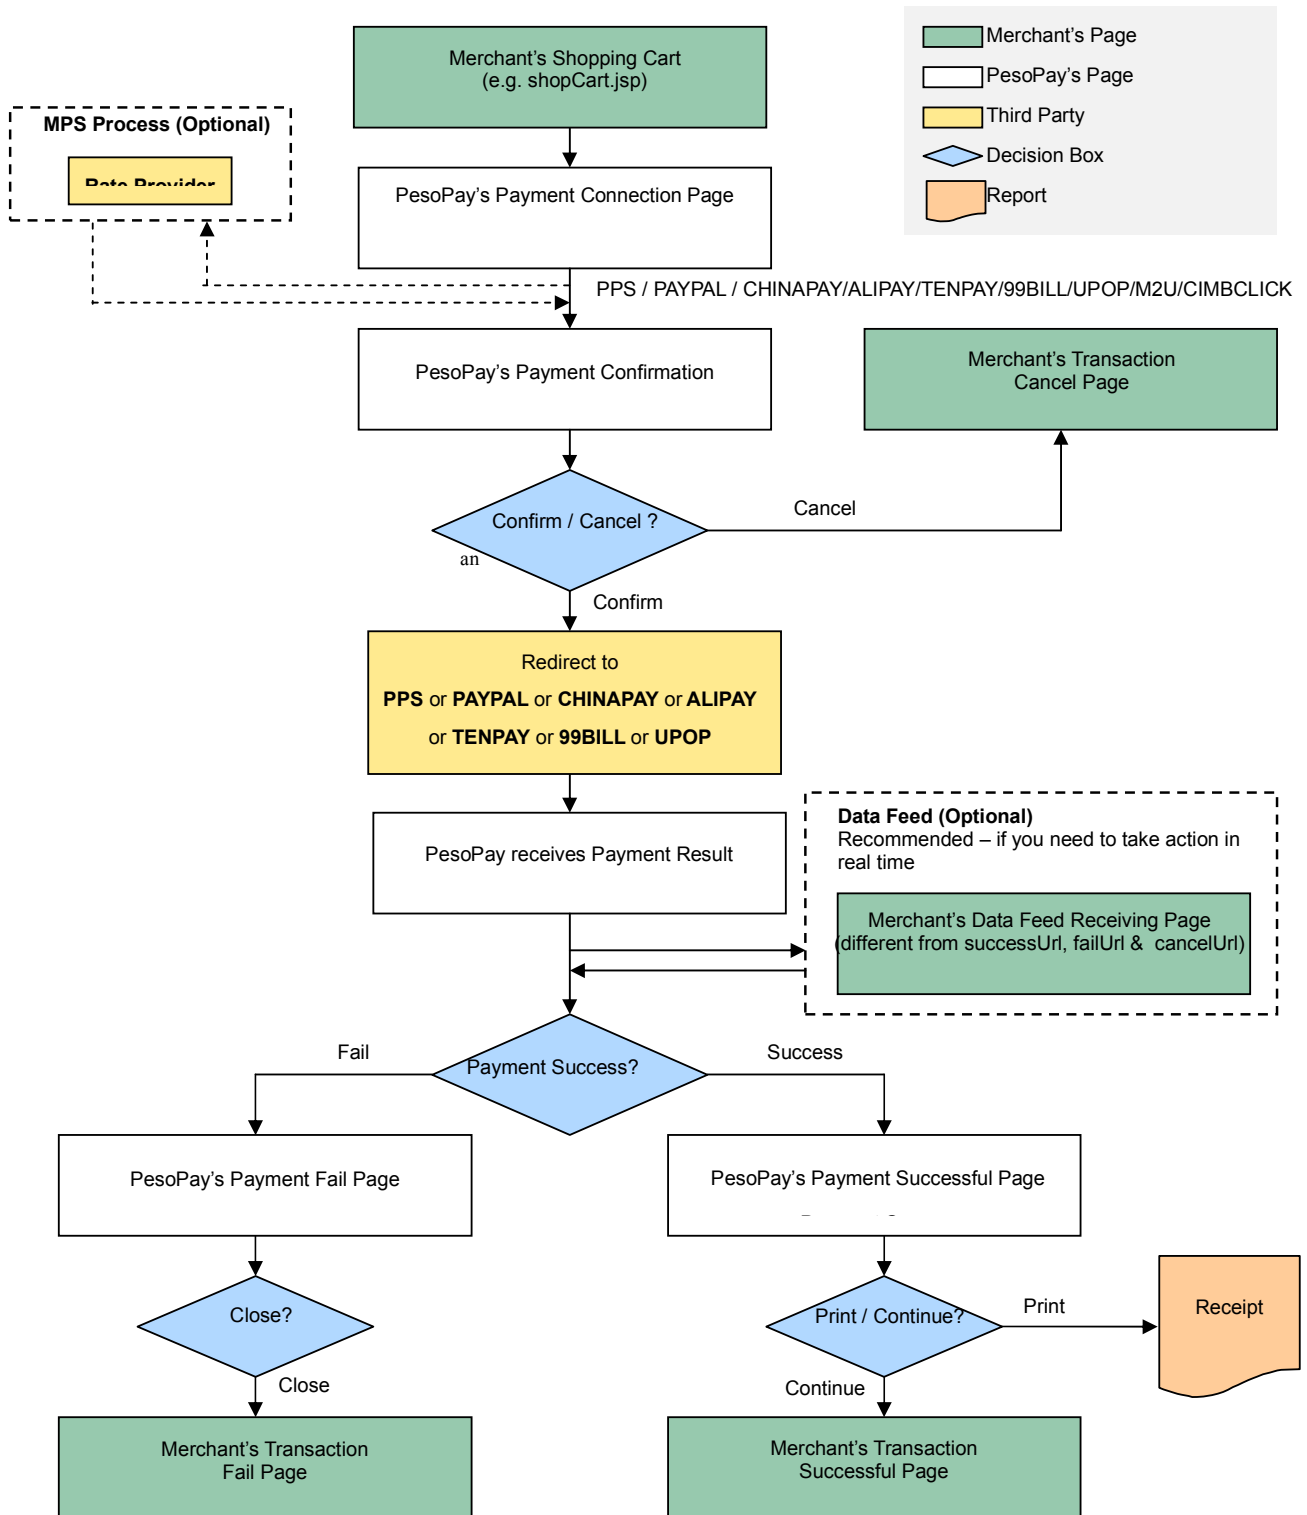 Merchant's Shopping Cart
(e.g. shopCart.jsp)
Merchant's Page
PesoPay's Page
Third Party
Decision Box
Report
MPS Process (Optional)
Rate Provider
PesoPay's Payment Connection Page
PPS / PAYPAL / CHINAPAY/ALIPAY/TENPAY/99BILL/UPOP/M2U/CIMBCLICK
PesoPay's Payment Confirmation
Merchant's Transaction
Cancel Page
Confirm / Cancel ?
an
Cancel
Confirm
Redirect to
PPS or PAYPAL or CHINAPAY or ALIPAY
or TENPAY or 99BILL or UPOP
PesoPay receives Payment Result
Data Feed (Optional)
Recommended – if you need to take action in
real time
Merchant's Data Feed Receiving Page
(different from successUrl, failUrl &  cancelUrl)
Payment Success?
Fail
Success
PesoPay's Payment Fail Page
PesoPay's Payment Successful Page
Close?
Print / Continue?
Print
Receipt
Close
Continue
Merchant's Transaction
Fail Page
Merchant's Transaction
Successful Page